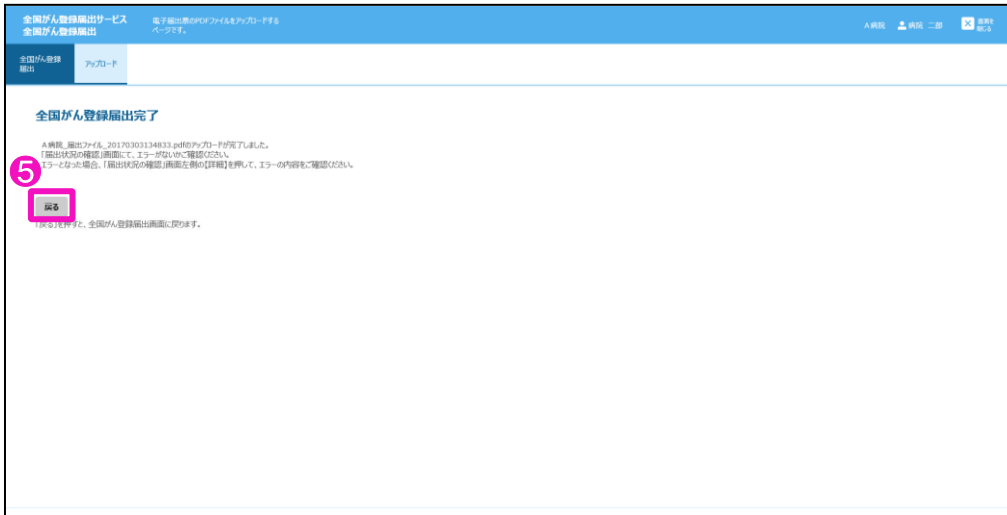 全国がん登録届出サービス
全国がん登録届出
電子届出票のPDFファイルをアップロードする
ページです。
A病院
病院 二郎
画面を
閉じる
全国がん登録
届出
アップロード
全国がん登録届出完了
A病院_届出ファイル_20170303134833.pdfのアップロードが完了しました。
「届出状況の確認」画面にて、エラーがないかご確認ください。
エラーとなった場合、「届出状況の確認」画面左側の【詳細】を押して、エラーの内容をご確認ください。
5
戻る
「戻る」を押すと、全国がん登録届出画面に戻ります。